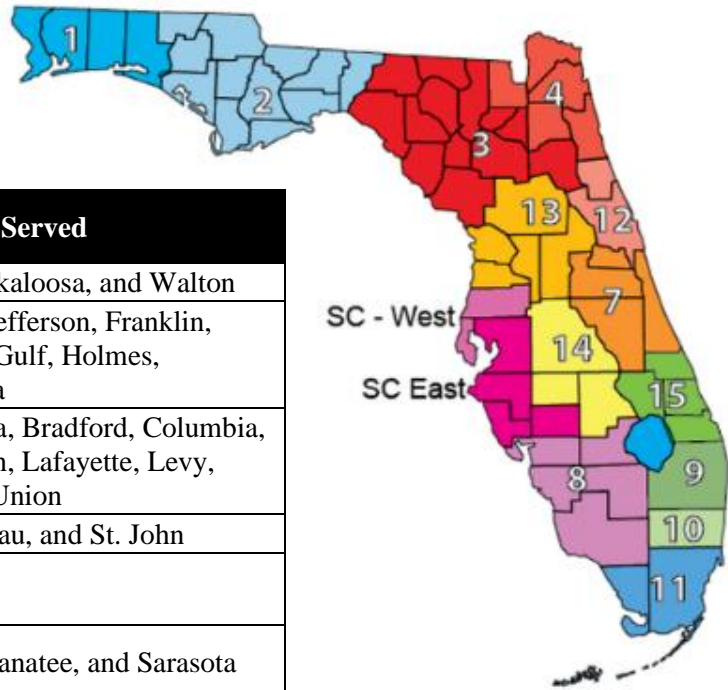 Served
kaloosa, and Walton
efferson, Franklin,
Gulf, Holmes,
a
a, Bradford, Columbia,
n, Lafayette, Levy,
Union
au, and St. John
anatee, and Sarasota
1
2
3
4
13
12
7
SC - West
14
SC East
15
8
9
10
11